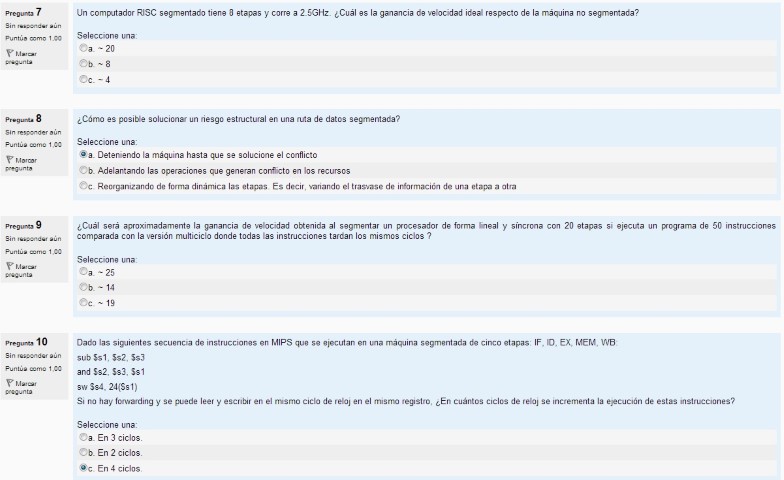 Pregunta 7
Sin responder aún
Puntúa como 1,00
Marcar pregunta
Un computador RISC segmentado tiene 8 etapas y corre a 2.5GHz. ¿Cuál es la ganancia de velocidad ideal respecto de la máquina no segmentada?
Seleccione una:
a. ~ 20
b. ~ 8
c. ~ 4
Pregunta 8
Sin responder aún
Puntúa como 1,00
Marcar pregunta
¿Cómo es posible solucionar un riesgo estructural en una ruta de datos segmentada?
Seleccione una:
a. Deteniendo la máquina hasta que se solucione el conflicto
b. Adelantando las operaciones que generan conflicto en los recursos
c. Reorganizando de forma dinámica las etapas. Es decir, variando el trasvase de información de una etapa a otra
Pregunta 9
Sin responder aún
Puntúa como 1,00
Marcar pregunta
¿Cuál será aproximadamente la ganancia de velocidad obtenida al segmentar un procesador de forma lineal y síncrona con 20 etapas si ejecuta un programa de 50 instrucciones
comparada con la versión multiciclo donde todas las instrucciones tardan los mismos ciclos ?
Seleccione una:
a. ~ 25
b. ~ 14
c. ~ 19
Pregunta 10
Sin responder aún
Puntúa como 1,00
Marcar pregunta
Dado las siguientes secuencia de instrucciones en MIPS que se ejecutan en una máquina segmentada de cinco etapas: IF, ID, EX, MEM, WB:
sub $s1, $s2, $s3
and $s2, $s3, $s1
sw $s4, 24($s1)
Si no hay forwarding y se puede leer y escribir en el mismo ciclo de reloj en el mismo registro, ¿En cuántos ciclos de reloj se incrementa la ejecución de estas instrucciones?
Seleccione una:
a. En 3 ciclos.
b. En 2 ciclos.
c. En 4 ciclos.